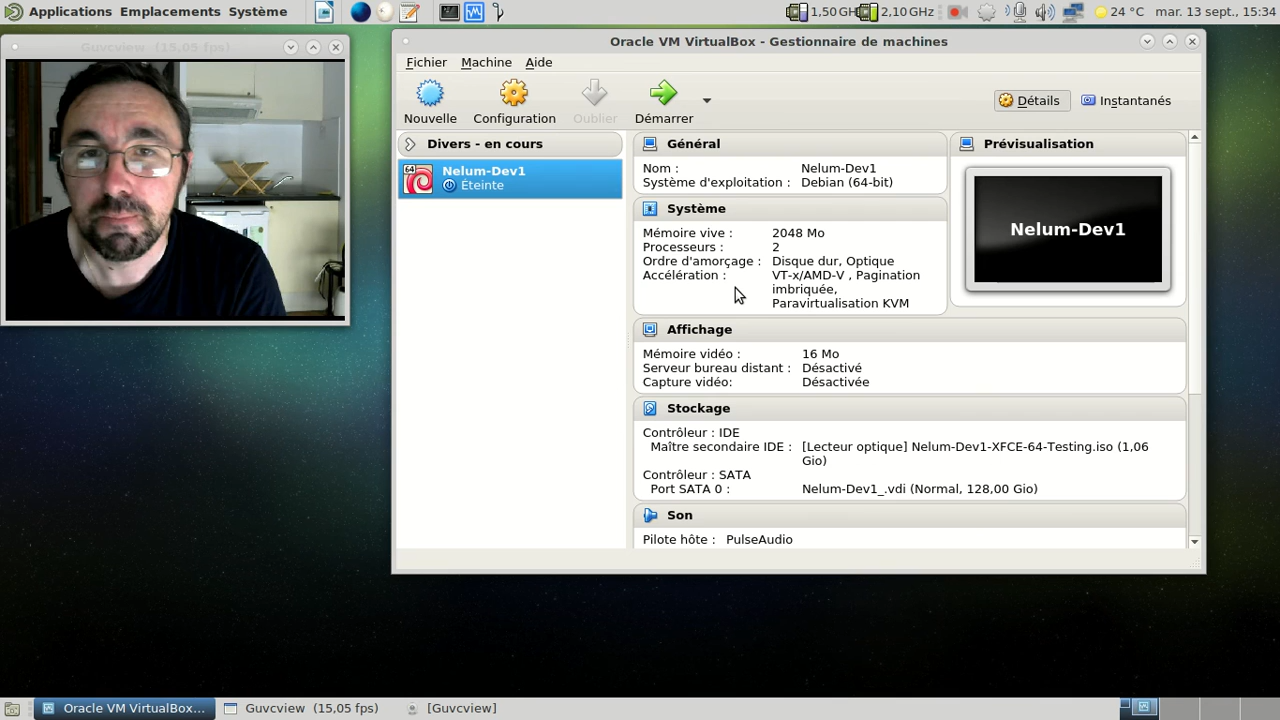 Applications Emplacements Système
1,50 GH
2,10 GHz
24 °C mar. 13 sept., 15:34
Guvcview (15,05 fps)
Oracle VM VirtualBox - Gestionnaire de machines
Fichier Machine Aide
Nouvelle Configuration Oublier Démarrer
Détails Instantanés
Divers - en cours
64 Nelum-Dev1
Éteinte
Général
Nom : Nelum-Dev1
Système d'exploitation : Debian (64-bit)
Système
Mémoire vive : 2048 Mo
Processeurs : 2
Ordre d'amorçage : Disque dur, Optique
Accélération : VT-x/AMD-V , Pagination
imbriquée,
Paravirtualisation KVM
Prévisualisation
Nelum-Dev1
Affichage
Mémoire vidéo : 16 Mo
Serveur bureau distant : Désactivé
Capture vidéo: Désactivée
Stockage
Contrôleur : IDE
Maître secondaire IDE : [Lecteur optique] Nelum-Dev1-XFCE-64-Testing.iso (1,06
Gio)
Contrôleur : SATA
Port SATA 0 : Nelum-Dev1_.vdi (Normal, 128,00 Gio)
Son
Pilote hôte : PulseAudio
Oracle VM VirtualBox... Guvcview (15,05 fps) [Guvcview]